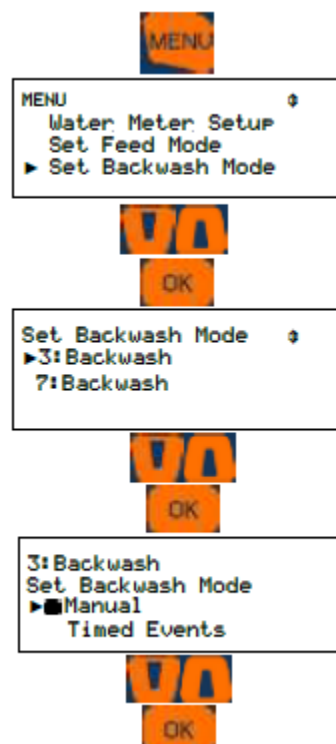 MENU
MENU
Water Meter Setup
Set Feed Mode
Set Backwash Mode
OK
Set Backwash Mode
3:Backwash
7:Backwash
OK
3:Backwash
Set Backwash Mode
Manual
Timed Events
OK